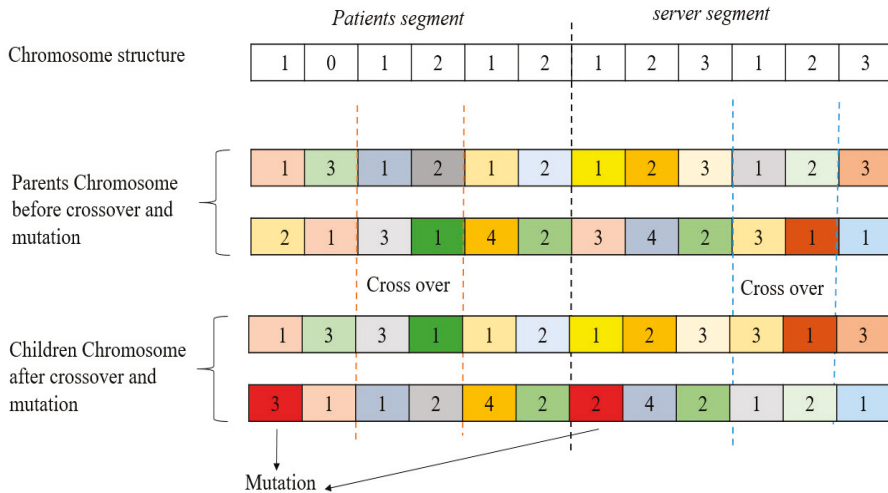 Patients segment server segment
Chromosome structure 1 0 1 2 1 2 1 2 3 1 2 3
1 3 1 2 1 2 1 2 3 1 2 3
Parents Chromosome
before crossover and
mutation
2 1 3 1 4 2 3 4 2 3 1 1
Cross over Cross over
1 3 3 1 1 2 1 2 3 3 1 3
Children Chromosome
after crossover and
mutation
3 1 1 2 4 2 2 4 2 1 2 1
Mutation